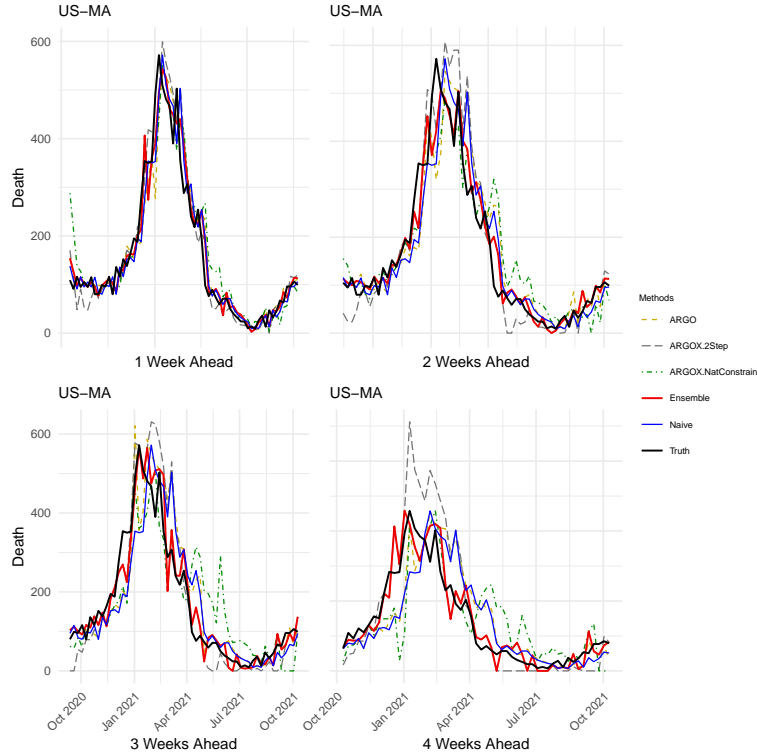 US−MA
US−MA
600
400
200
0
Death
1 Week Ahead
2 Weeks Ahead
Methods
ARGO
ARGOX.2Step
ARGOX.NatConstrain
Ensemble
Naive
Truth
US−MA
US−MA
600
400
200
0
Death
Oct 2020
Jan 2021
Apr 2021
Jul 2021
Oct 2021
Oct 2020
Jan 2021
Apr 2021
Jul 2021
Oct 2021
3 Weeks Ahead
4 Weeks Ahead